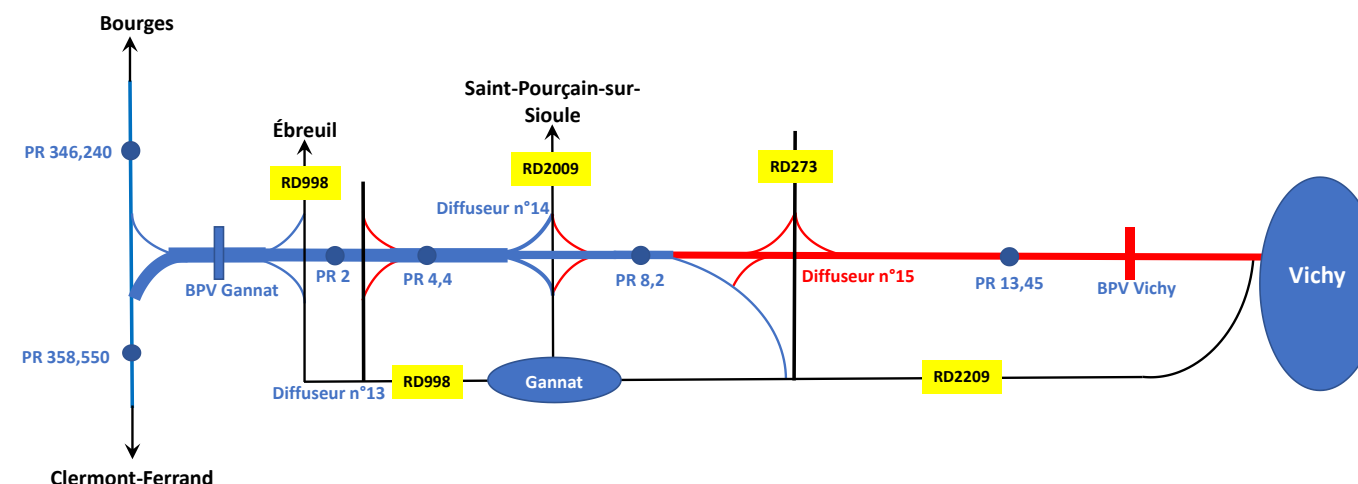 Bourges
Saint-Pourçain-sur-
Sioule
Ébreuil
PR 346,240
RD998
RD2009
RD273
Diffuseur n°14
PR 2
PR 4,4
PR 8,2
Diffuseur n°15
PR 13,45
BPV Gannat
BPV Vichy
Vichy
PR 358,550
Diffuseur n°13
RD998
Gannat
RD2209
Clermont-Ferrand